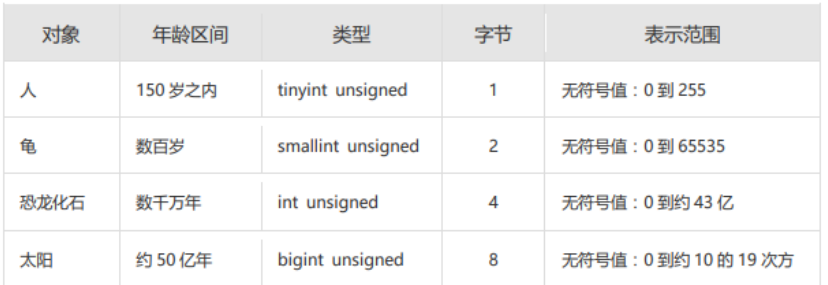 对象 年龄区间 类型 字节 表示范围
人 150 岁之内 tinyint unsigned 1 无符号值：0 到 255
龟 数百岁 smallint unsigned 2 无符号值：0 到 65535
恐龙化石 数千万年 int unsigned 4 无符号值：0 到约 43 亿
太阳 约 50 亿年 bigint unsigned 8 无符号值：0 到约 10 的 19 次方